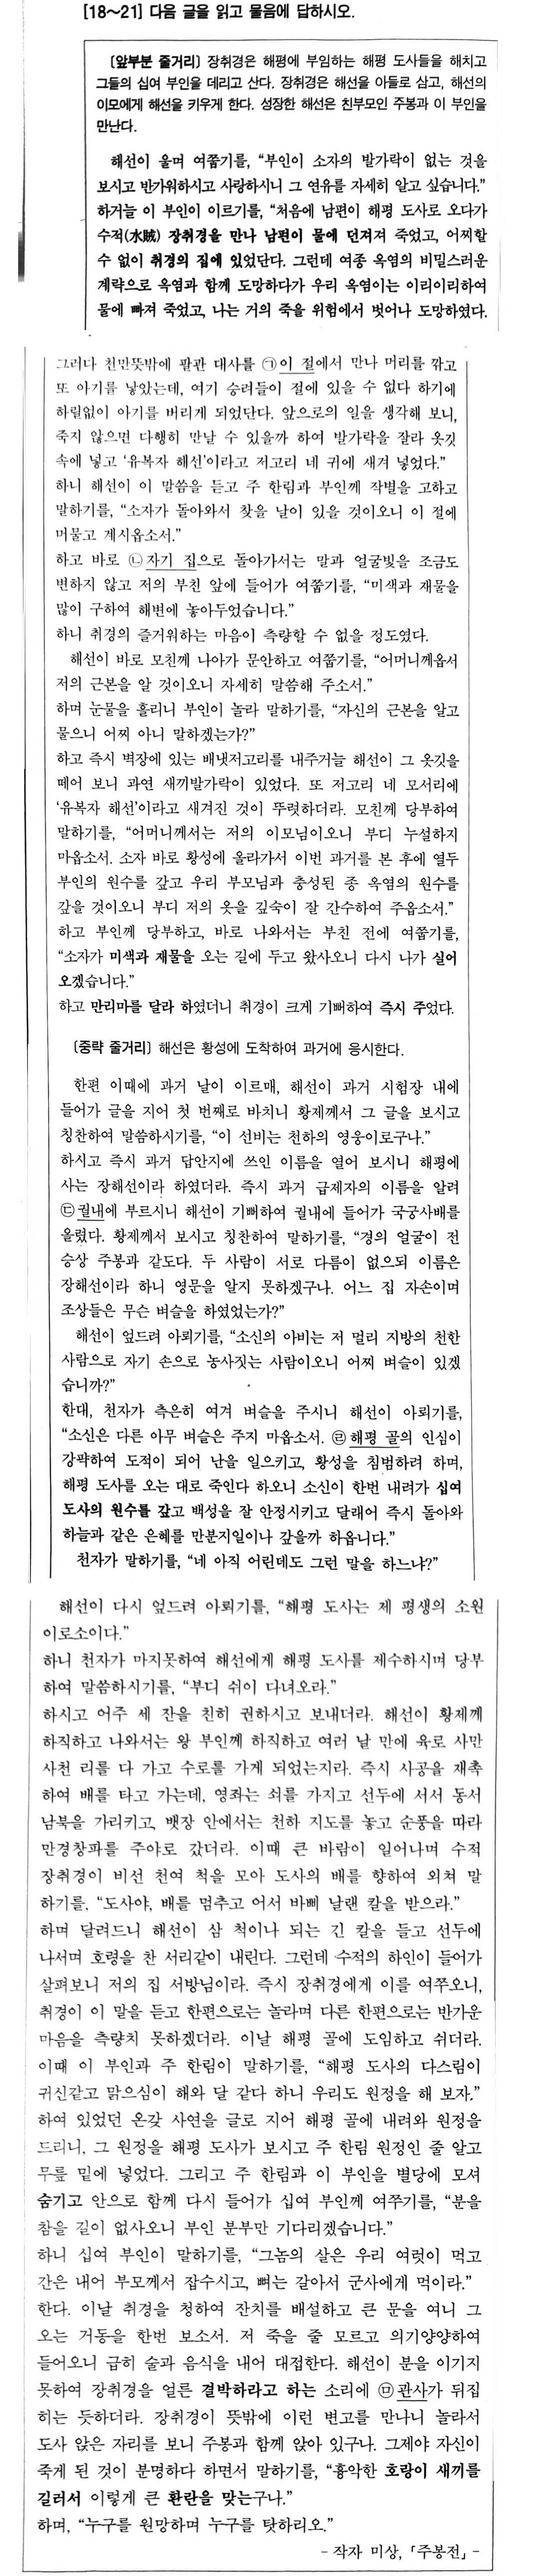 [18~21] 다음 글을 읽고 물음에 답하시오.
[앞부분 줄거리] 장취경은 해평에 부임하는 해평 도사들을 해치고
그들의 십여 부인을 데리고 산다. 장취경은 해선을 아들로 삼고, 해선의
이모에게 해선을 키우게 한다. 성장한 해선은 친부모인 주봉과 이 부인을
만난다.
해선이 울며 여쭙기를, “부인이 소자의 발가락이 없는 것을
보시고 반가워하시고 사랑하시니 그 연유를 자세히 알고 싶습니다.”
하거늘 이 부인이 이르기를, “처음에 남편이 해평 도사로 오다가
수적(水賊) 장취경을 만나 남편이 물에 던져져 죽었고, 어찌할
수 없이 취경의 집에 있었단다. 그런데 여종 옥염의 비밀스러운
계략으로 옥염과 함께 도망하다가 우리 옥염이는 이리이리하여
물에 빠져 죽었고, 나는 거의 죽을 위험에서 벗어나 도망하였다.
그러다 천만뜻밖에 팔관 대사를 ㉠이 절에서 만나 머리를 깎고
또 아기를 낳았는데, 여기 승려들이 절에 있을 수 없다 하기에
하릴없이 아기를 버리게 되었단다. 앞으로의 일을 생각해 보니,
죽지 않으면 다행히 만날 수 있을까 하여 발가락을 잘라 옷깃
속에 넣고 ‘유복자 해선’이라고 저고리 네 귀에 새겨 넣었다.”
하니 해선이 이 말씀을 듣고 주 한림과 부인께 작별을 고하고
말하기를, “소자가 돌아와서 찾을 날이 있을 것이오니 이 절에
머물고 계시옵소서.”
하고 바로 ㉡자기 집으로 돌아가서는 말과 얼굴빛을 조금도
변하지 않고 저의 부친 앞에 들어가 여쭙기를, “미색과 재물을
많이 구하여 해변에 놓아두었습니다.”
하니 취경의 즐거워하는 마음이 측량할 수 없을 정도였다.
해선이 바로 모친께 나아가 문안하고 여쭙기를, “어머니께옵서
저의 근본을 알 것이오니 자세히 말씀해 주소서.”
하며 눈물을 흘리니 부인이 놀라 말하기를, “자신의 근본을 알고
물으니 어찌 아니 말하겠는가?”
하고 즉시 벽장에 있는 배냇저고리를 내주거늘 해선이 그 옷깃을
떼어 보니 과연 새끼발가락이 있었다. 또 저고리 네 모서리에
‘유복자 해선’이라고 새겨진 것이 뚜렷하더라. 모친께 당부하여
말하기를, “어머니께서는 저의 이모님이오니 부디 누설하지
마옵소서. 소자 바로 황성에 올라가서 이번 과거를 본 후에 열두
부인의 원수를 갚고 우리 부모님과 충성된 종 옥염의 원수를
갚을 것이오니 부디 저의 옷을 깊숙이 잘 간수하여 주옵소서.”
하고 부인께 당부하고, 바로 나와서는 부친 전에 여쭙기를,
“소자가 미색과 재물을 오는 길에 두고 왔사오니 다시 나가 실어
오겠습니다.”
하고 만리마를 달라 하였더니 취경이 크게 기뻐하여 즉시 주었다.
[중략 줄거리] 해선은 황성에 도착하여 과거에 응시한다.
한편 이때에 과거 날이 이르매, 해선이 과거 시험장 내에
들어가 글을 지어 첫 번째로 바치니 황제께서 그 글을 보시고
칭찬하여 말씀하시기를, “이 선비는 천하의 영웅이로구나.”
하시고 즉시 과거 답안지에 쓰인 이름을 열어 보시니 해평에
사는 장해선이라 하였더라. 즉시 과거 급제자의 이름을 알려
㉢궐내에 부르시니 해선이 기뻐하여 궐내에 들어가 국궁사배를
올렸다. 황제께서 보시고 칭찬하여 말하기를, “경의 얼굴이 전
승상 주봉과 같도다. 두 사람이 서로 다름이 없으되 이름은
장해선이라 하니 영문을 알지 못하겠구나. 어느 집 자손이며
조상들은 무슨 벼슬을 하였었는가?”
해선이 엎드려 아뢰기를, “소신의 아비는 저 멀리 지방의 천한
사람으로 자기 손으로 농사짓는 사람이오니 어찌 벼슬이 있겠
습니까?”
한대, 천자가 측은히 여겨 벼슬을 주시니 해선이 아뢰기를,
“소신은 다른 아무 벼슬은 주지 마옵소서. ㉣해평 골의 인심이
강퍅하여 도적이 되어 난을 일으키고, 황성을 침범하려 하며,
해평 도사를 오는 대로 죽인다 하오니 소신이 한번 내려가 십여
도사의 원수를 갚고 백성을 잘 안정시키고 달래어 즉시 돌아와
하늘과 같은 은혜를 만분지일이나 갚을까 하옵니다.”
천자가 말하기를, “네 아직 어린데도 그런 말을 하느냐?”
해선이 다시 엎드려 아뢰기를, “해평 도사는 제 평생의 소원
이로소이다.”
하니 천자가 마지못하여 해선에게 해평 도사를 제수하시며 당부
하여 말씀하시기를, “부디 쉬이 다녀오라.”
하시고 어주 세 잔을 친히 권하시고 보내더라. 해선이 황제께
하직하고 나와서는 왕 부인께 하직하고 여러 날 만에 육로 사만
사천 리를 다 가고 수로를 가게 되었는지라. 즉시 사공을 재촉
하여 배를 타고 가는데, 영좌는 쇠를 가지고 선두에 서서 동서
남북을 가리키고, 뱃장 안에서는 천하 지도를 놓고 순풍을 따라
만경창파를 주야로 갔더라. 이때 큰 바람이 일어나며 수적
장취경이 비선 천여 척을 모아 도사의 배를 향하여 외쳐 말
하기를, “도사야, 배를 멈추고 어서 바삐 날랜 칼을 받으라.”
하며 달려드니 해선이 삼 척이나 되는 긴 칼을 들고 선두에
나서며 호령을 찬 서리같이 내린다. 그런데 수적의 하인이 들어가
살펴보니 저의 집 서방님이라. 즉시 장취경에게 이를 여쭈오니,
취경이 이 말을 듣고 한편으로는 놀라며 다른 한편으로는 반가운
마음을 측량치 못하겠더라. 이날 해평 골에 도임하고 쉬더라.
이때 이 부인과 주 한림이 말하기를, “해평 도사의 다스림이
귀신같고 맑으심이 해와 달 같다 하니 우리도 원정을 해 보자.”
하여 있었던 온갖 사연을 글로 지어 해평 골에 내려와 원정을
드리니, 그 원정을 해평 도사가 보시고 주 한림 원정인 줄 알고
무릎 밑에 넣었다. 그리고 주 한림과 이 부인을 별당에 모셔
숨기고 안으로 함께 다시 들어가 십여 부인께 여쭈기를, “분을
참을 길이 없사오니 부인 분부만 기다리겠습니다.”
하니 십여 부인이 말하기를, “그놈의 살은 우리 여럿이 먹고
간은 내어 부모께서 잡수시고, 뼈는 갈아서 군사에게 먹이라.”
한다. 이날 취경을 청하여 잔치를 배설하고 큰 문을 여니 그
오는 거동을 한번 보소서. 저 죽을 줄 모르고 의기양양하여
들어오니 급히 술과 음식을 내어 대접한다. 해선이 분을 이기지
못하여 장취경을 얼른 결박하라고 하는 소리에 ㉤관사가 뒤집
히는 듯하더라. 장취경이 뜻밖에 이런 변고를 만나니 놀라서
도사 앉은 자리를 보니 주봉과 함께 앉아 있구나. 그제야 자신이
죽게 된 것이 분명하다 하면서 말하기를, “흉악한 호랑이 새끼를
길러서 이렇게 큰 환란을 맞는구나.”
하며, “누구를 원망하며 누구를 탓하리오.”
- 작자 미상, 「주봉전」 -